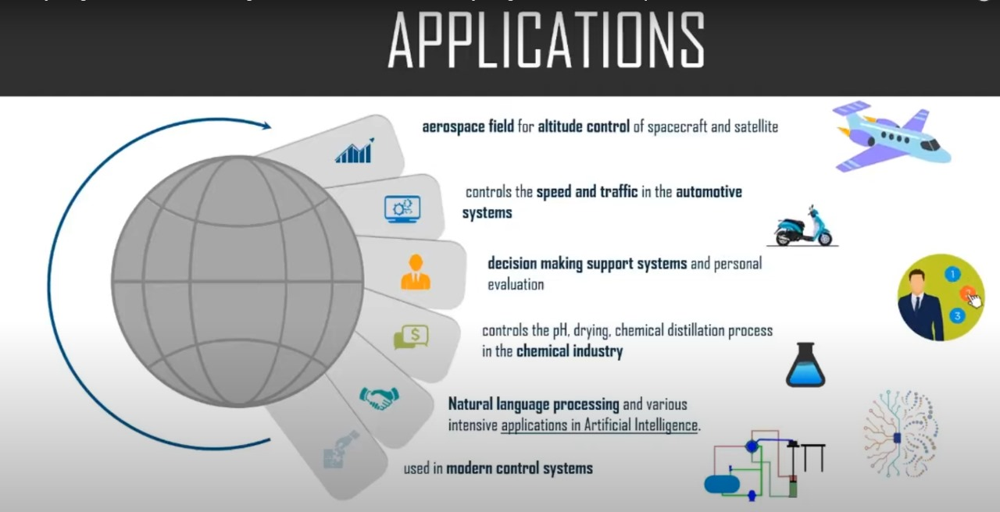 APPLICATIONS
aerospace field for altitude control of spacecraft and satellite
controls the speed and traffic in the automotive
systems
decision making support systems and personal
evaluation
controls the pH, drying, chemical distillation process
in the chemical industry
Natural language processing and various
intensive applications in Artificial Intelligence.
used in modern control systems
$
1
3